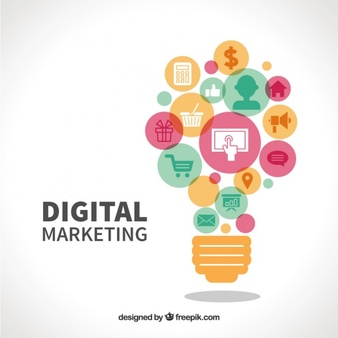 $
DIGITAL
MARKETING
designed by freepik.com